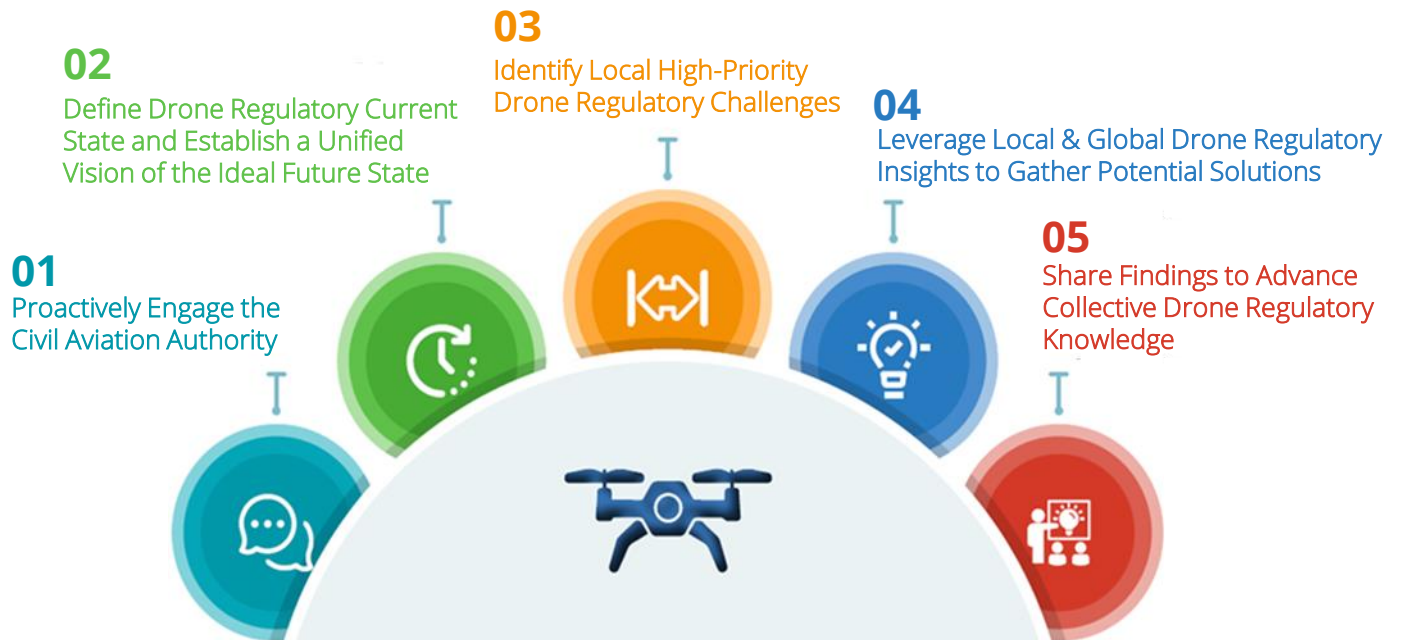 01
Proactively Engage the
Civil Aviation Authority
02
Define Drone Regulatory Current
State and Establish a Unified
Vision of the Ideal Future State
03
Identify Local High-Priority
Drone Regulatory Challenges
04
Leverage Local & Global Drone Regulatory
Insights to Gather Potential Solutions
05
Share Findings to Advance
Collective Drone Regulatory
Knowledge